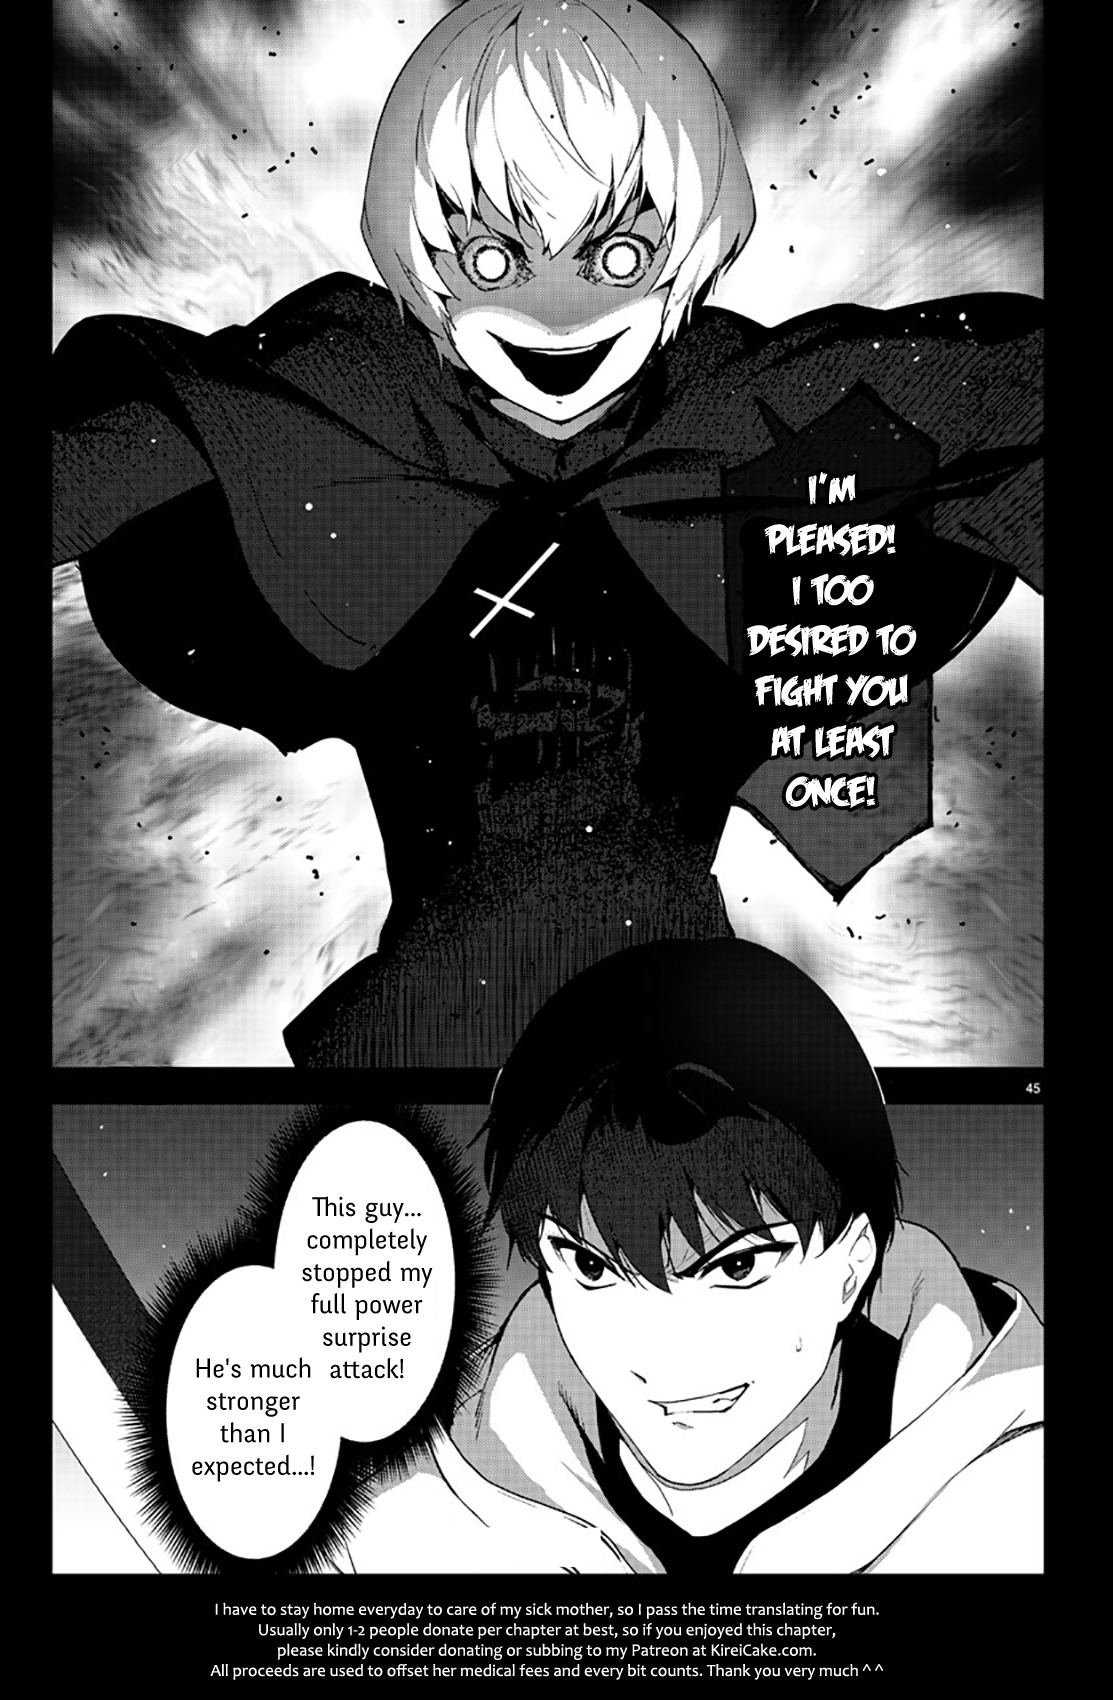 I'M
PLEASED!
I TOO
DESIRED TO
FIGHT YOU
AT LEAST
ONCE!
45
This guy...
completely
stopped my
full power
surprise
attack!
He's much
stronger
than I
expected...!
I have to stay home everyday to care of my sick mother, so I pass the time translating for fun.
Usually only 1-2 people donate per chapter at best, so if you enjoyed this chapter,
please kindly consider donating or subbing to my Patreon at KireiCake.com.
All proceeds are used to offset her medical fees and every bit counts. Thank you very much ^ ^